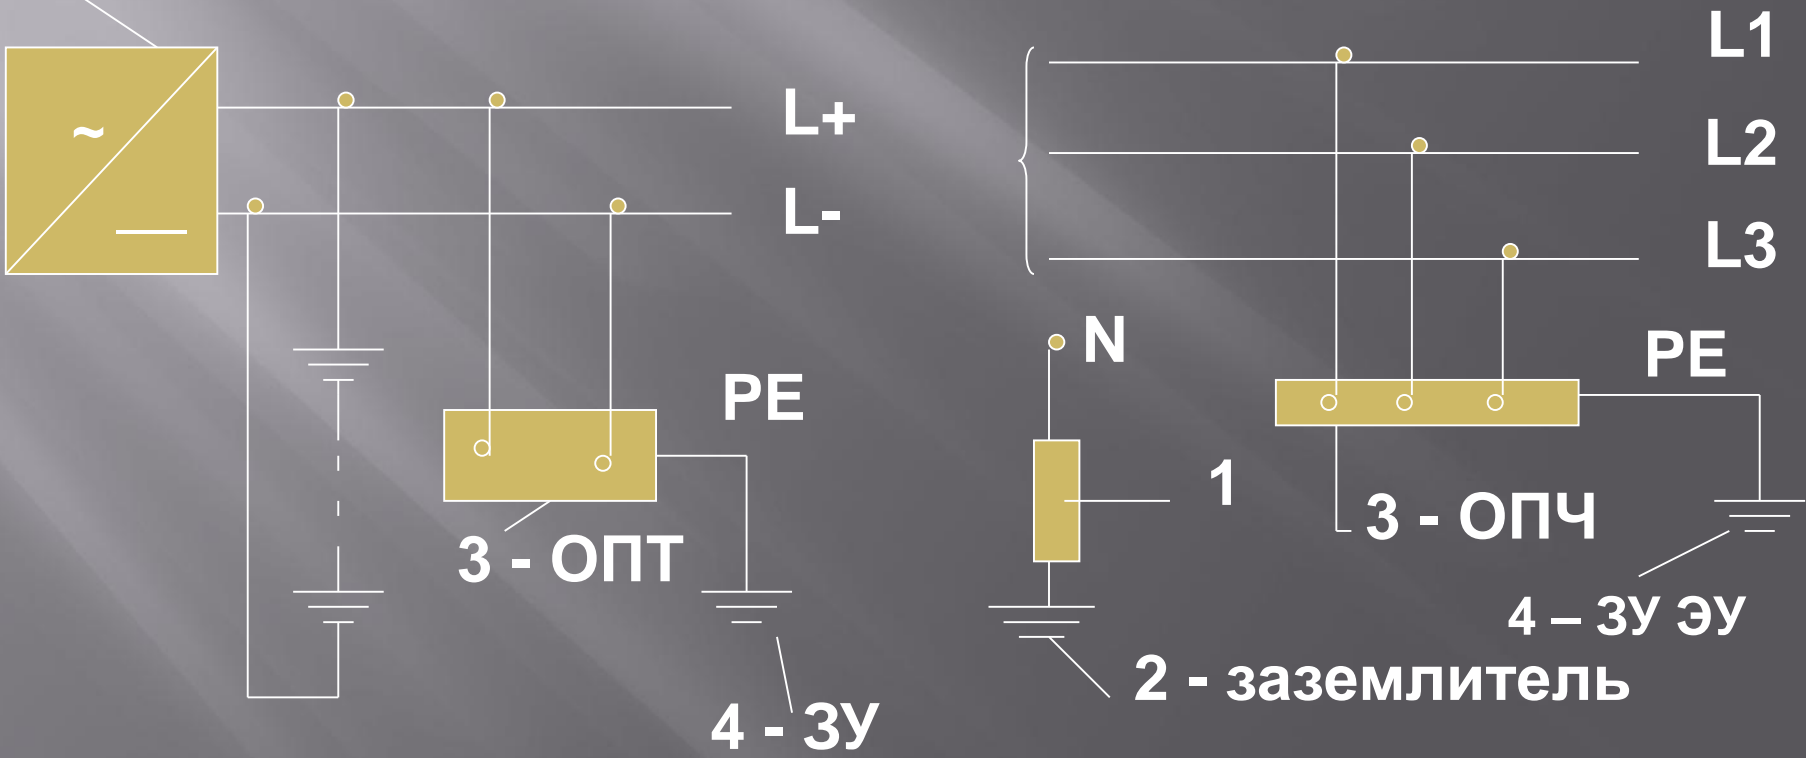 ~
L+
L-
PE
3 - ОПТ
4 - ЗУ
L1
L2
L3
N
PE
1
3 - ОПЧ
4 – ЗУ ЭУ
2 - заземлитель